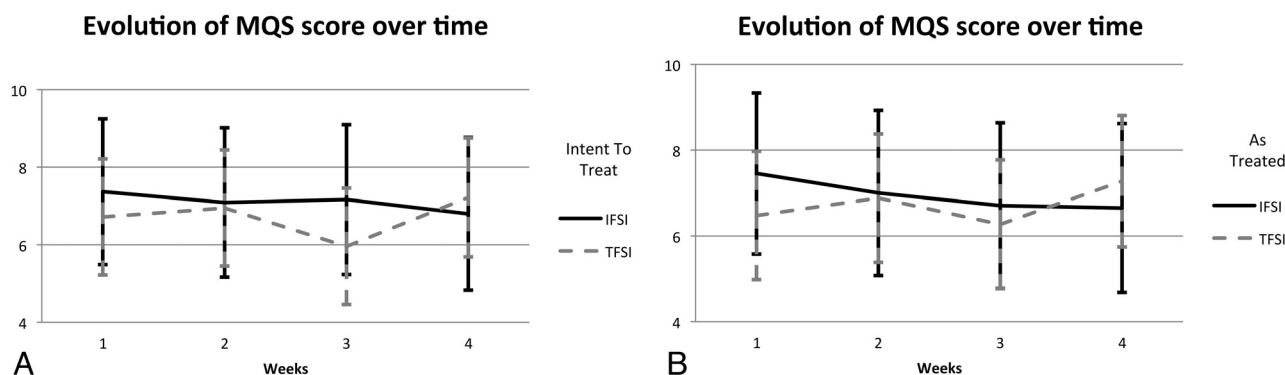 Evolution of MQS score over time
10
8
6
4
1 2 3 4
Weeks
Intent To
Treat
IFSI
TFSI
A
Evolution of MQS score over time
10
8
6
4
1 2 3 4
Weeks
As
Treated
IFSI
TFSI
B